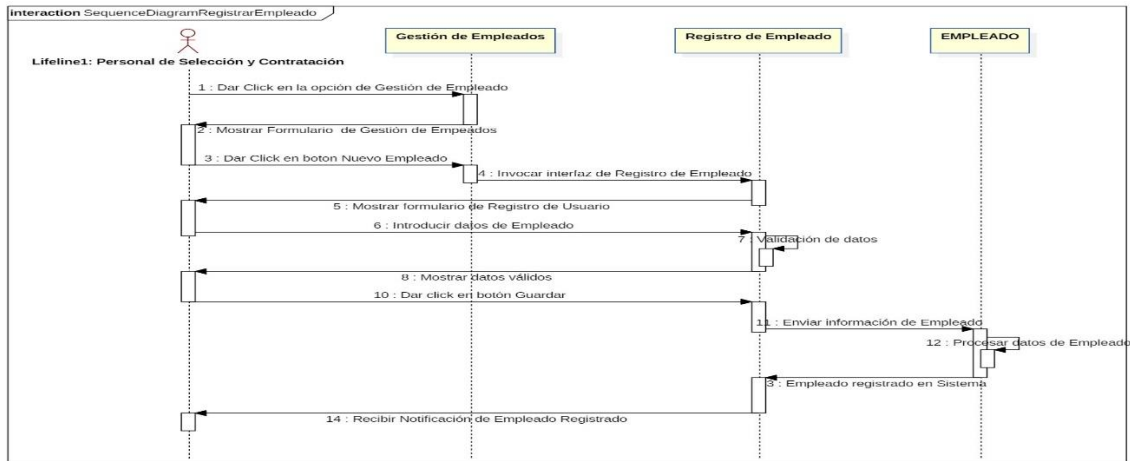 interaction SequenceDiagramRegistrarEmpleado
Gestión de Empleados
Registro de Empleado
EMPLEADO
Lifeline1: Personal de Selección y Contratación
1 : Dar Click en la opción de Gestión de Empleado
2 : Mostrar Formulario de Gestión de Empeados
3 : Dar Click en boton Nuevo Empleado
4 : Invocar interfaz de Registro de Empleado
5 : Mostrar formulario de Registro de Usuario
6 : Introducir datos de Empleado
7 : Validación de datos
8 : Mostrar datos válidos
10 : Dar click en botón Guardar
11 : Enviar información de Empleado
12 : Procesar datos de Empleado
3 : Empleado registrado en Sistema
14 : Recibir Notificación de Empleado Registrado